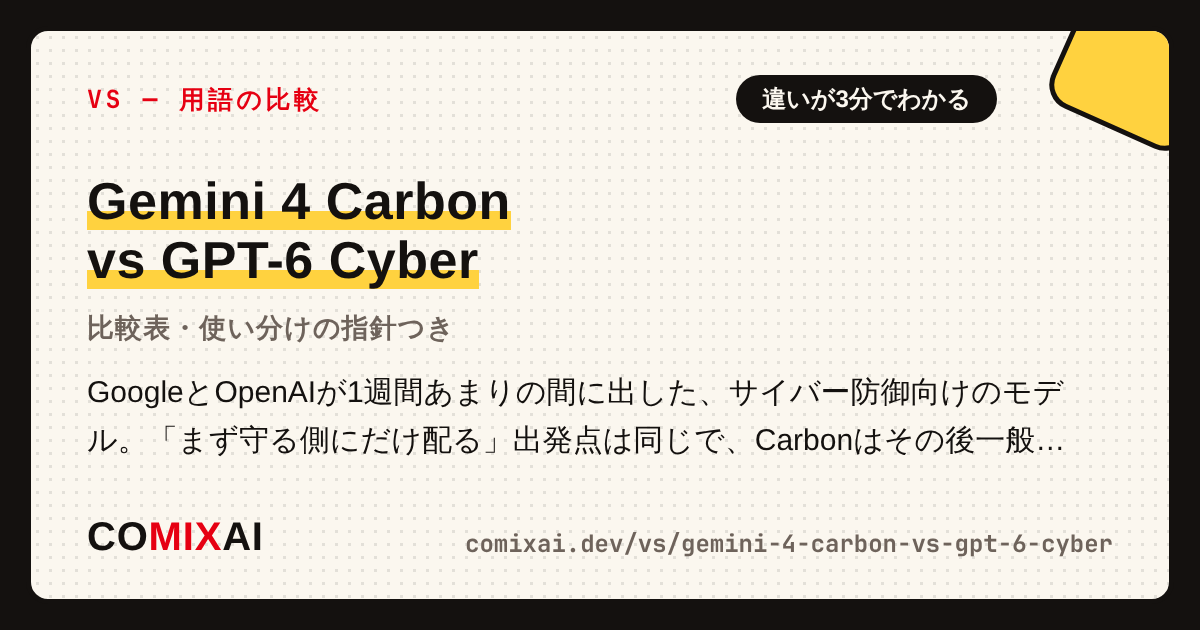 VS — 用語の比較
違いが3分でわかる
Gemini 4 Carbon
vs GPT-6 Cyber
比較表・使い分けの指針つき
GoogleとOpenAIが1週間あまりの間に出した、サイバー防御向けのモデ
ル。「まず守る側にだけ配る」出発点は同じで、Carbonはその後一般…
COMIXAI
comixai.dev/vs/gemini-4-carbon-vs-gpt-6-cyber